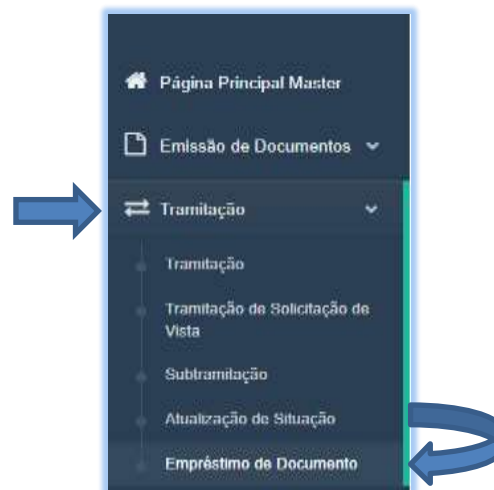 Página Principal Master
Emissão de Documentos
Tramitação
Tramitação
Tramitação de Solicitação de
Vista
Subtramitação
Atualização de Situação
Empréstimo de Documento